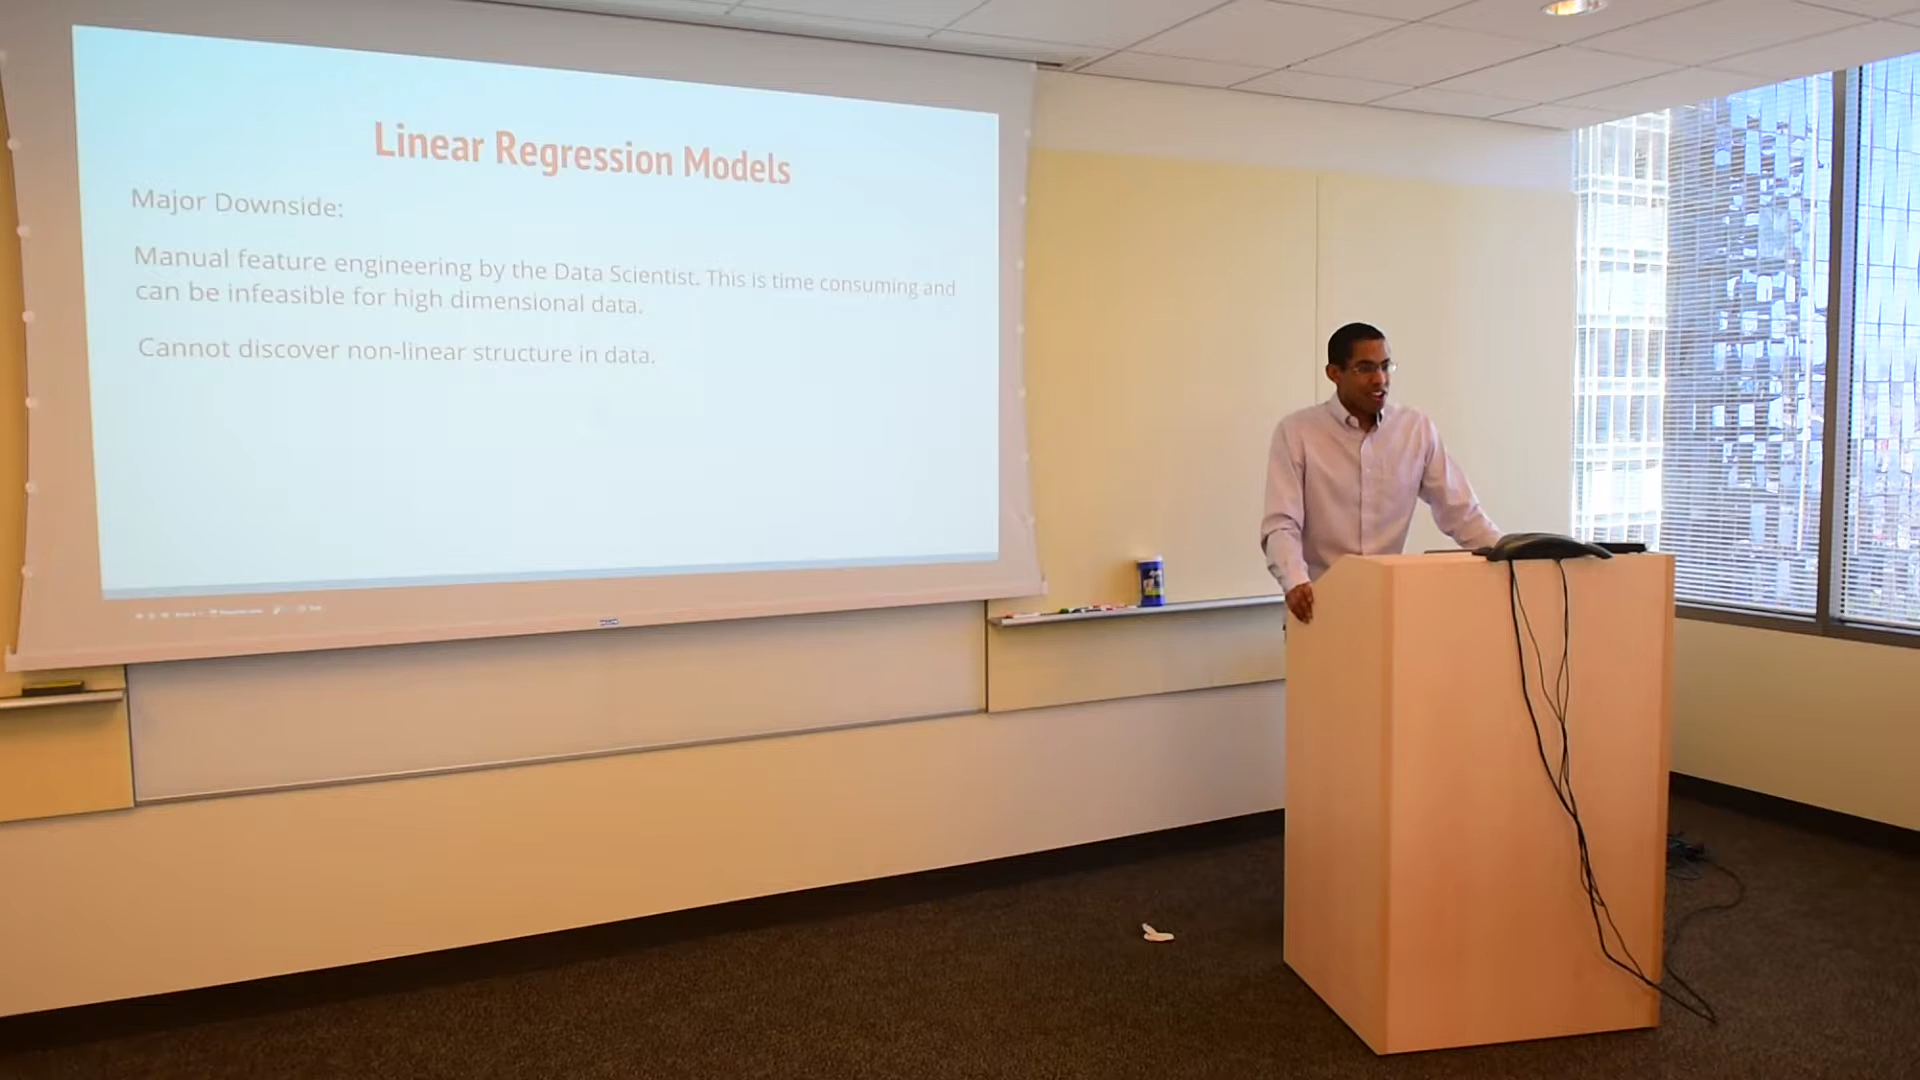 Linear Regression Models
Major Downside:
Manual feature engineering by the Data Scientist. This is time consuming and
can be infeasible for high dimensional data.
Cannot discover non-linear structure in data.